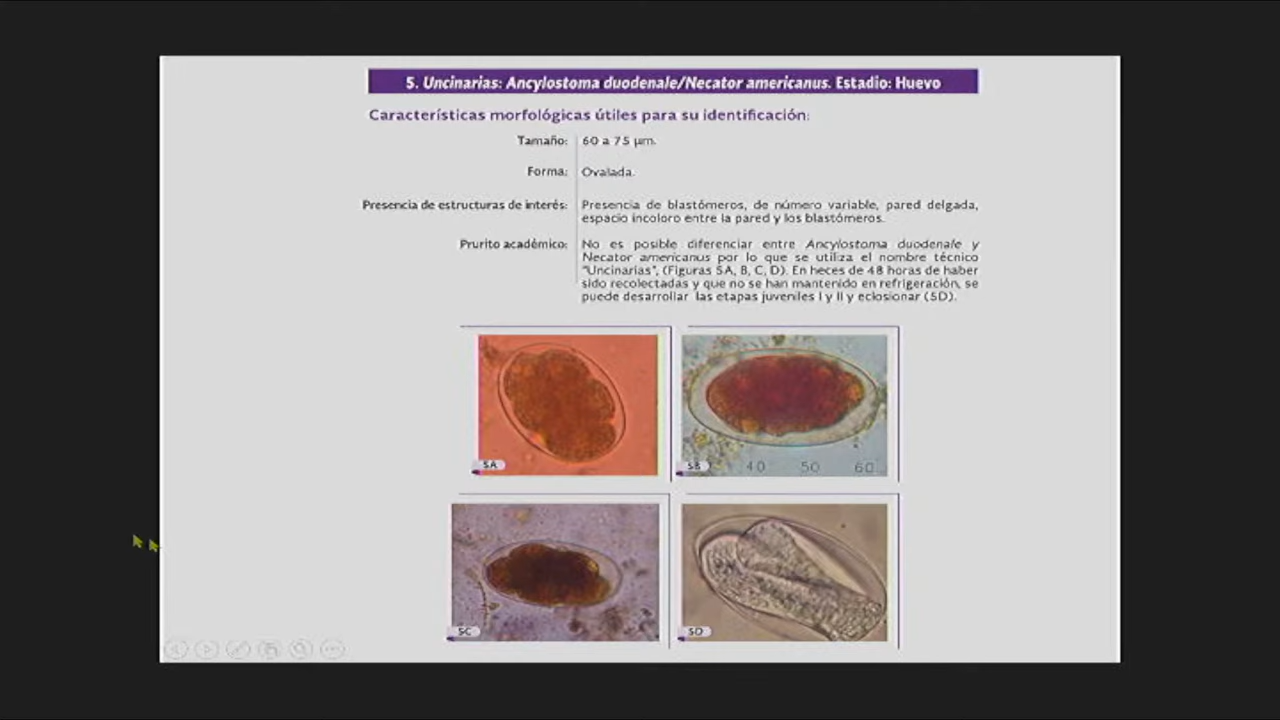 5. Uncinarias: Ancylostoma duodenale/Necator americanus. Estadio: Huevo
Características morfológicas útiles para su identificación:
Tamaño: 60 a 75 µm.
Forma: Ovalada.
Presencia de estructuras de interés: Presencia de blastómeros, de número variable, pared delgada,
espacio incoloro entre la pared y los blastómeros.
Prurito académico: No es posible diferenciar entre Ancylostoma duodenale y
Necator americanus por lo que se utiliza el nombre técnico
"Uncinarias", (Figuras 5A, B, C, D). En heces de 48 horas de haber
sido recolectadas y que no se han mantenido en refrigeración, se
puede desarrollar las etapas juveniles I y II y eclosionar (5D).
5A
5B
40 50 60
5C
5D